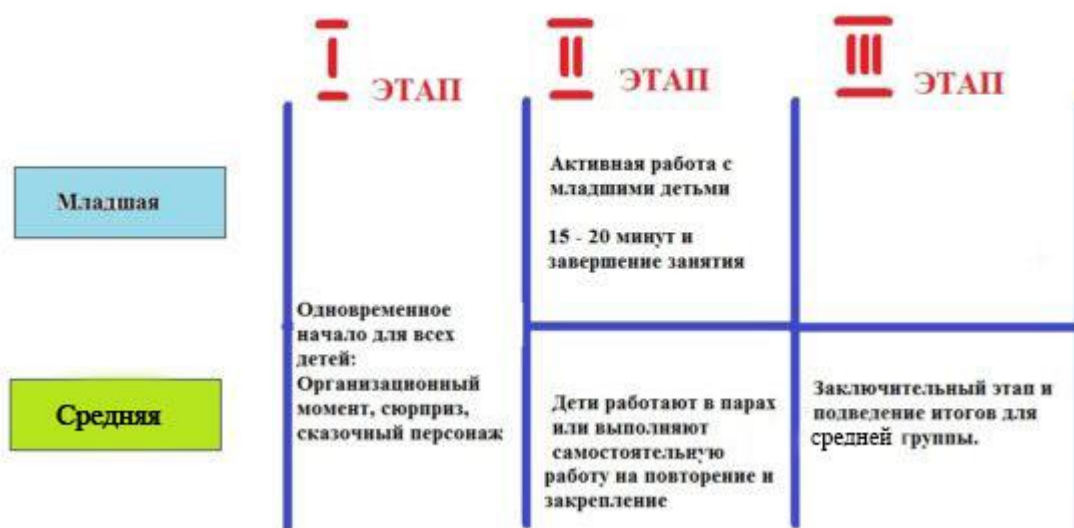 I ЭТАП
II ЭТАП
III ЭТАП
Младшая
Активная работа с
младшими детьми
15 - 20 минут и
завершение занятия
Одновременное
начало для всех
детей:
Организационный
момент, сюрприз,
сказочный персонаж
Средняя
Дети работают в парах
или выполняют
самостоятельную
работу на повторение и
закрепление
Заключительный этап и
подведение итогов для
средней группы.